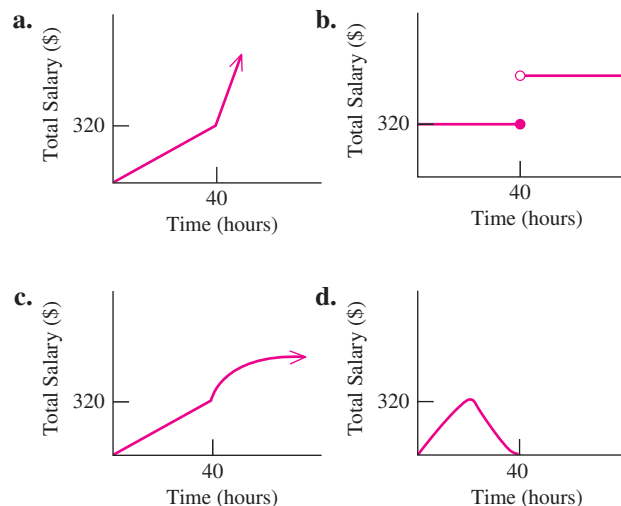 a.
Total Salary ($)
320
40
Time (hours)
b.
Total Salary ($)
320
40
Time (hours)
c.
Total Salary ($)
320
40
Time (hours)
d.
Total Salary ($)
320
40
Time (hours)